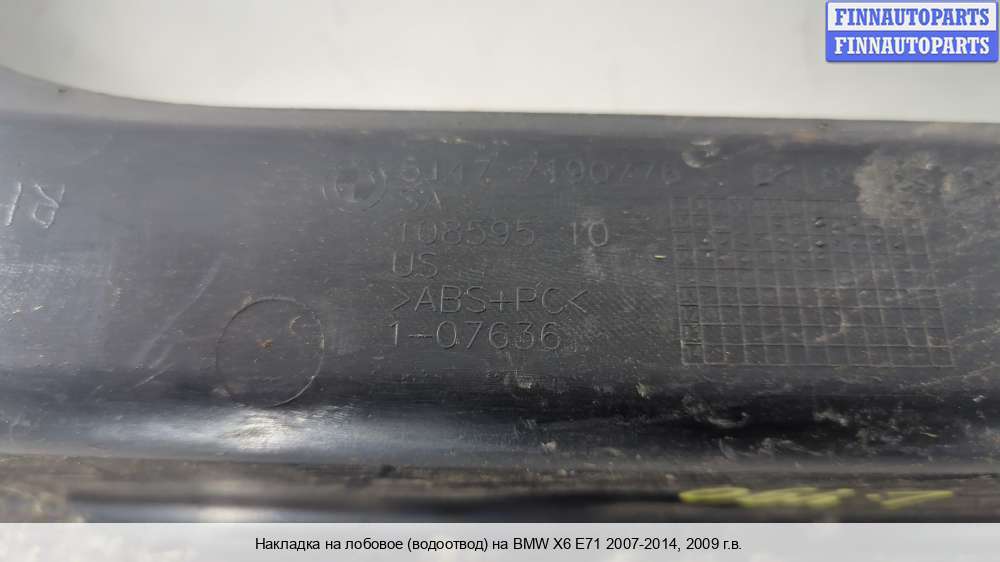 FINNAUTOPARTS
FINNAUTOPARTS
7190776
SA
108595 10
US
>ABS+PC<
1-07636
Накладка на лобовое (водоотвод) на BMW X6 E71 2007-2014, 2009 г.в.